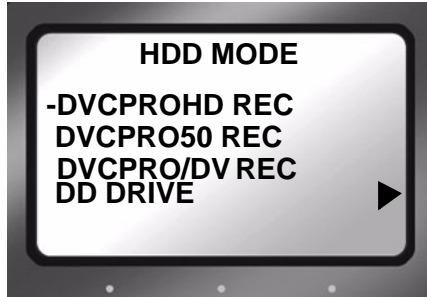 HDD MODE
-DVCPROHD REC
DVCPRO50 REC
DVCPRO/DV REC
DD DRIVE